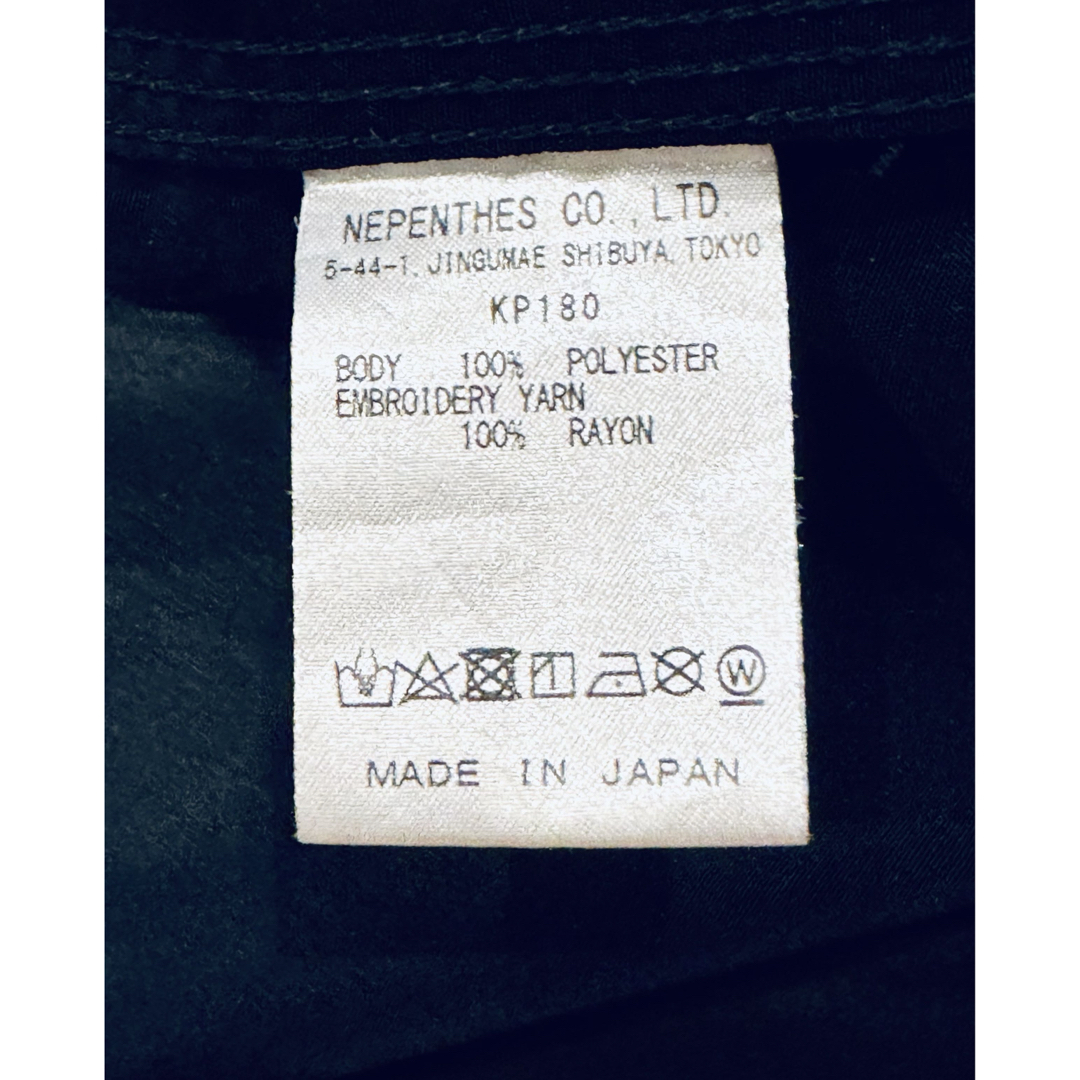 NEPENTHES CO., LTD.
5-44-1, JINGUMAE SHIBUYA, TOKYO
KP180
BODY 100% POLYESTER
EMBROIDERY YARN
100% RAYON
W
MADE IN JAPAN